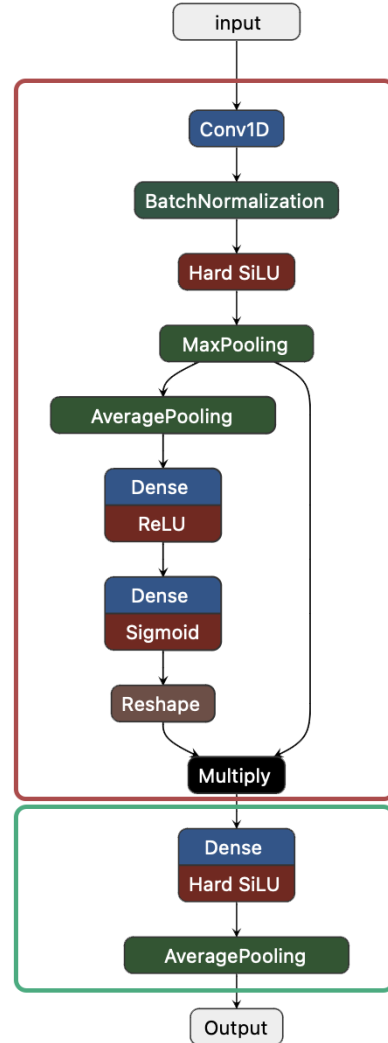 input
Conv1D
BatchNormalization
Hard SiLU
MaxPooling
AveragePooling
Dense
ReLU
Dense
Sigmoid
Reshape
Multiply
Dense
Hard SiLU
AveragePooling
Output